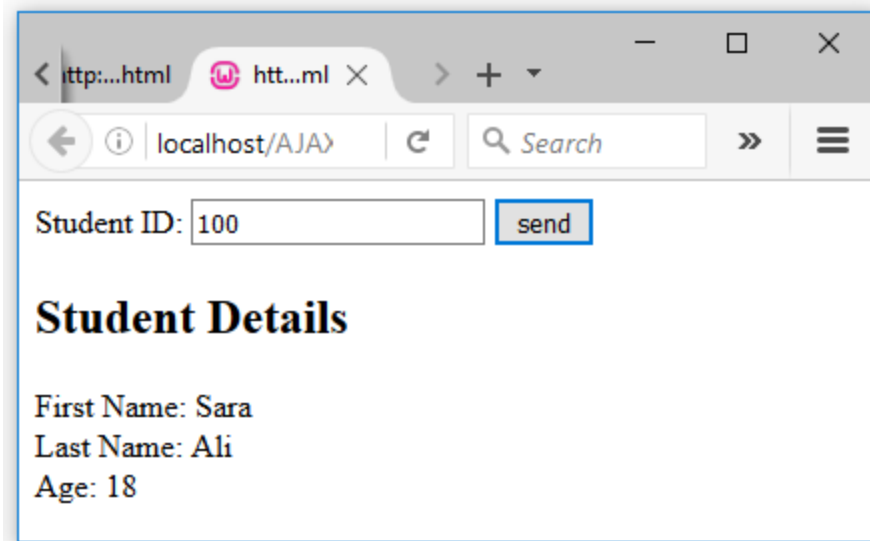 ttp:...html htt...ml
localhost/AJAX Search
Student ID: 100 send
Student Details
First Name: Sara
Last Name: Ali
Age: 18